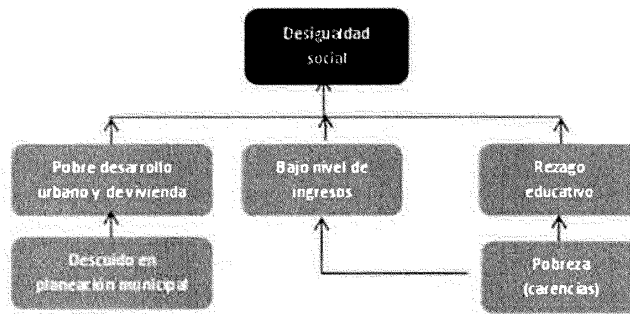 Desigualdad
social
Pobre desarrollo
urbano y de vivienda
Bajo nivel de
ingresos
Rezago
educativo
Descuido en
planeación municipal
Pobreza
(carencias)